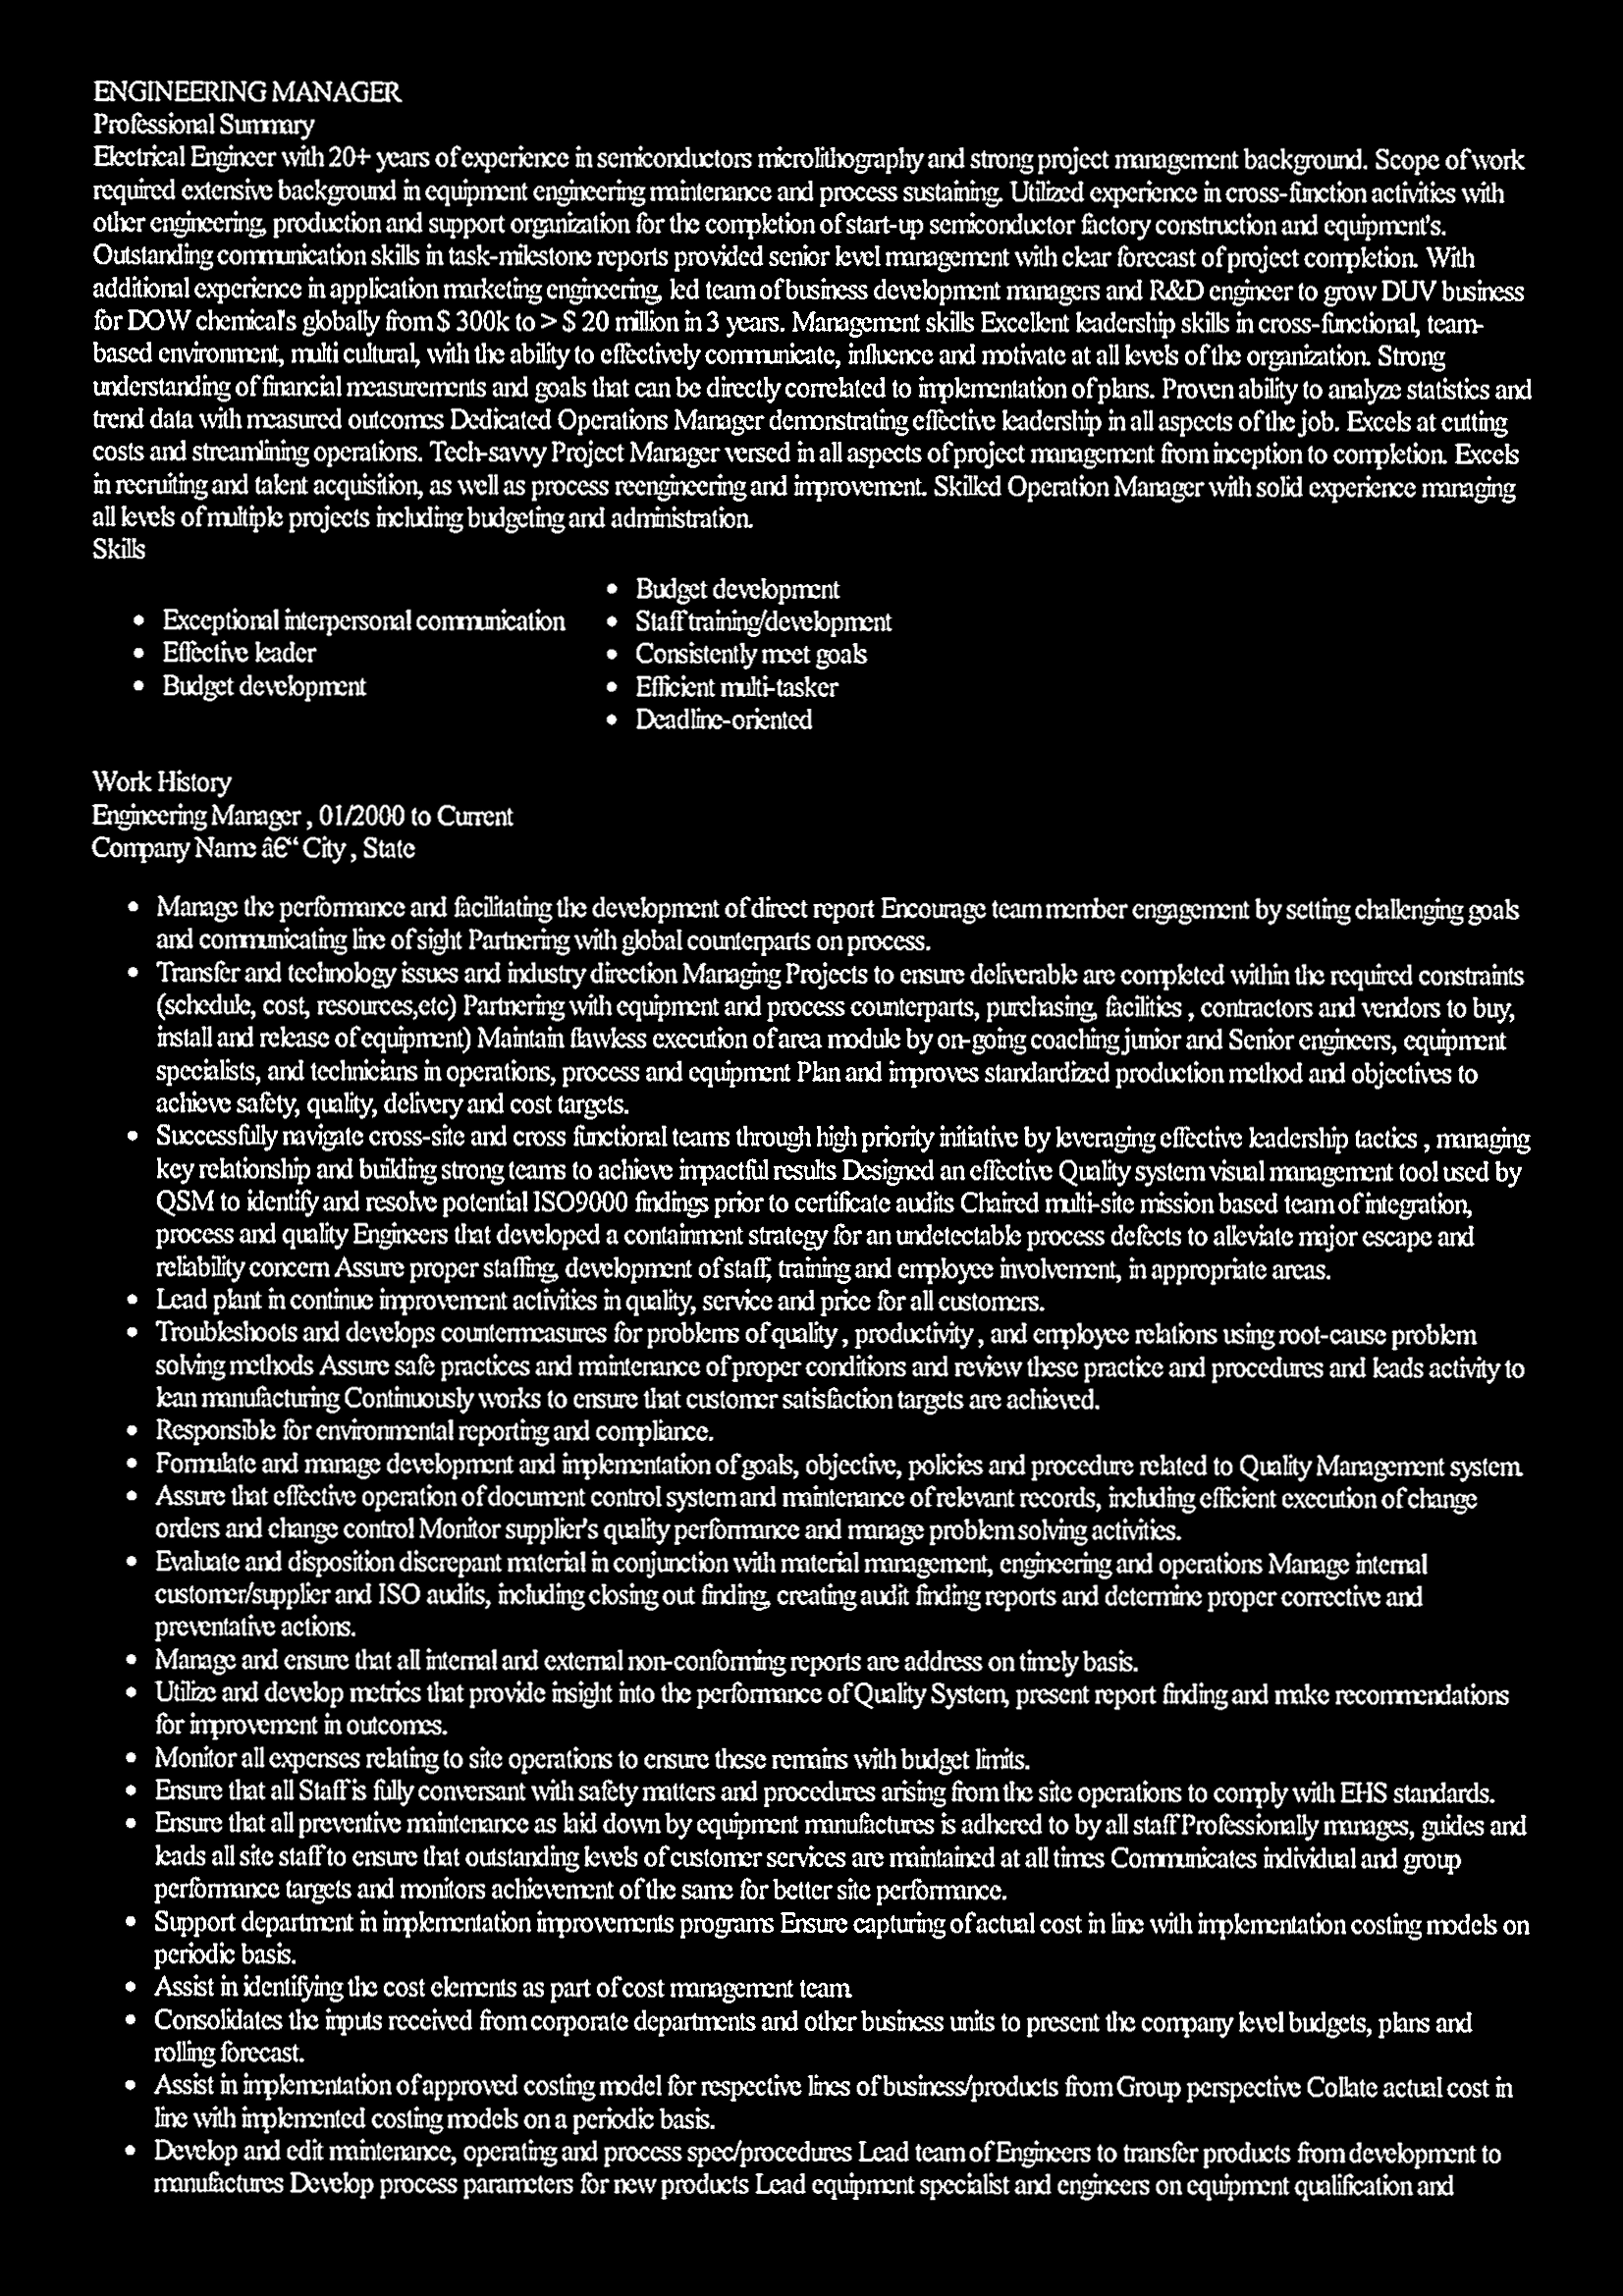 ENGINEERING MANAGER
Professional Summary
Electrical Engineer with 20+ years of experience in semiconductors microlithography and strong project management background. Scope of work
required extensive background in equipment engineering maintenance and process sustaining. Utilized experience in cross-function activities with
other engineering, production and support organization for the completion of start-up semiconductor factory construction and equipment's.
Outstanding communication skills in task-milestone reports provided senior level management with clear forecast of project completion. With
additional experience in application marketing engineering, led team of business development managers and R&D engineer to grow DUV business
for DOW chemical's globally from $ 300k to > $ 20 million in 3 years. Management skills Excellent leadership skills in cross-functional, team-
based environment, multi cultural, with the ability to effectively communicate, influence and motivate at all levels of the organization. Strong
understanding of financial measurements and goals that can be directly correlated to implementation of plans. Proven ability to analyze statistics and
trend data with measured outcomes Dedicated Operations Manager demonstrating effective leadership in all aspects of the job. Excels at cutting
costs and streamlining operations. Tech-savvy Project Manager versed in all aspects of project management from inception to completion. Excels
in recruiting and talent acquisition, as well as process reengineering and improvement. Skilled Operation Manager with solid experience managing
all levels of multiple projects including budgeting and administration.
Skills
• Exceptional interpersonal communication
• Effective leader
• Budget development
• Budget development
• Staff training/development
• Consistently meet goals
• Efficient multi-tasker
• Deadline-oriented
Work History
Engineering Manager , 01/2000 to Current
Company Name â€“ City , State
• Manage the performance and facilitating the development of direct report Encourage team member engagement by setting challenging goals
and communicating line of sight Partnering with global counterparts on process.
• Transfer and technology issues and industry direction Managing Projects to ensure deliverable are completed within the required constraints
(schedule, cost, resources,etc) Partnering with equipment and process counterparts, purchasing, facilities , contractors and vendors to buy,
install and release of equipment) Maintain flawless execution of area module by on-going coaching junior and Senior engineers, equipment
specialists, and technicians in operations, process and equipment Plan and improves standardized production method and objectives to
achieve safety, quality, delivery and cost targets.
• Successfully navigate cross-site and cross functional teams through high priority initiative by leveraging effective leadership tactics , managing
key relationship and building strong teams to achieve impactful results Designed an effective Quality system visual management tool used by
QSM to identify and resolve potential ISO9000 findings prior to certificate audits Chaired multi-site mission based team of integration,
process and quality Engineers that developed a containment strategy for an undetectable process defects to alleviate major escape and
reliability concern Assure proper staffing, development of staff, training and employee involvement, in appropriate areas.
• Lead plant in continue improvement activities in quality, service and price for all customers.
• Troubleshoots and develops countermeasures for problems of quality , productivity , and employee relations using root-cause problem
solving methods Assure safe practices and maintenance of proper conditions and review these practice and procedures and leads activity to
lean manufacturing Continuously works to ensure that customer satisfaction targets are achieved.
• Responsible for environmental reporting and compliance.
• Formulate and manage development and implementation of goals, objective, policies and procedure related to Quality Management system.
• Assure that effective operation of document control system and maintenance of relevant records, including efficient execution of change
orders and change control Monitor supplier's quality performance and manage problem solving activities.
• Evaluate and disposition discrepant material in conjunction with material management, engineering and operations Manage internal
customer/supplier and ISO audits, including closing out finding, creating audit finding reports and determine proper corrective and
preventative actions.
• Manage and ensure that all internal and external non-conforming reports are address on timely basis.
• Utilize and develop metrics that provide insight into the performance of Quality System, present report finding and make recommendations
for improvement in outcomes.
• Monitor all expenses relating to site operations to ensure these remains with budget limits.
• Ensure that all Staff is fully conversant with safety matters and procedures arising from the site operations to comply with EHS standards.
• Ensure that all preventive maintenance as laid down by equipment manufactures is adhered to by all staff Professionally manages, guides and
leads all site staff to ensure that outstanding levels of customer services are maintained at all times Communicates individual and group
performance targets and monitors achievement of the same for better site performance.
• Support department in implementation improvements programs Ensure capturing of actual cost in line with implementation costing models on
periodic basis.
• Assist in identifying the cost elements as part of cost management team.
• Consolidates the inputs received from corporate departments and other business units to present the company level budgets, plans and
rolling forecast.
• Assist in implementation of approved costing model for respective lines of business/products from Group perspective Collate actual cost in
line with implemented costing models on a periodic basis.
• Develop and edit maintenance, operating and process spec/procedures Lead team of Engineers to transfer products from development to
manufactures Develop process parameters for new products Lead equipment specialist and engineers on equipment qualification and